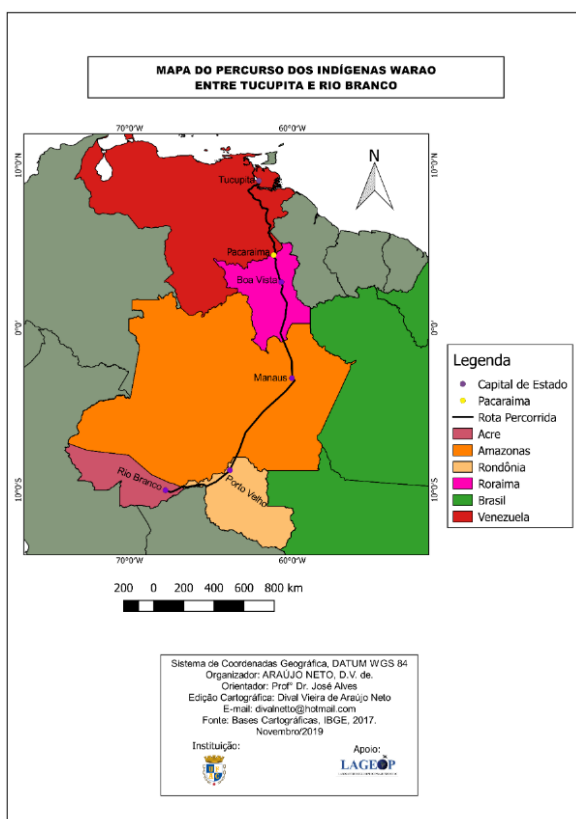 MAPA DO PERCURSO DOS INDÍGENAS WARAO
ENTRE TUCUPITA E RIO BRANCO
70°0'W 60°0'W
10°0'N 10°0'N
N
Tucupita
Pacaraima
Boa Vista
0°0' 0°0'
Manaus
Rio Branco
Porto Velho
10°0'S 10°0'S
70°0'W 60°0'W
Legenda
Capital de Estado
Pacaraima
Rota Percorrida
Acre
Amazonas
Rondônia
Roraima
Brasil
Venezuela
200 0 200 400 600 800 km
Sistema de Coordenadas Geográfica, DATUM WGS 84
Organizador: ARAÚJO NETO, D.V. de.
Orientador: Prof° Dr. José Alves
Edição Cartográfica: Dival Vieira de Araújo Neto
E-mail: divalnetto@hotmail.com
Fonte: Bases Cartográficas, IBGE, 2017.
Novembro/2019
Instituição: Apoio:
LAGEOP